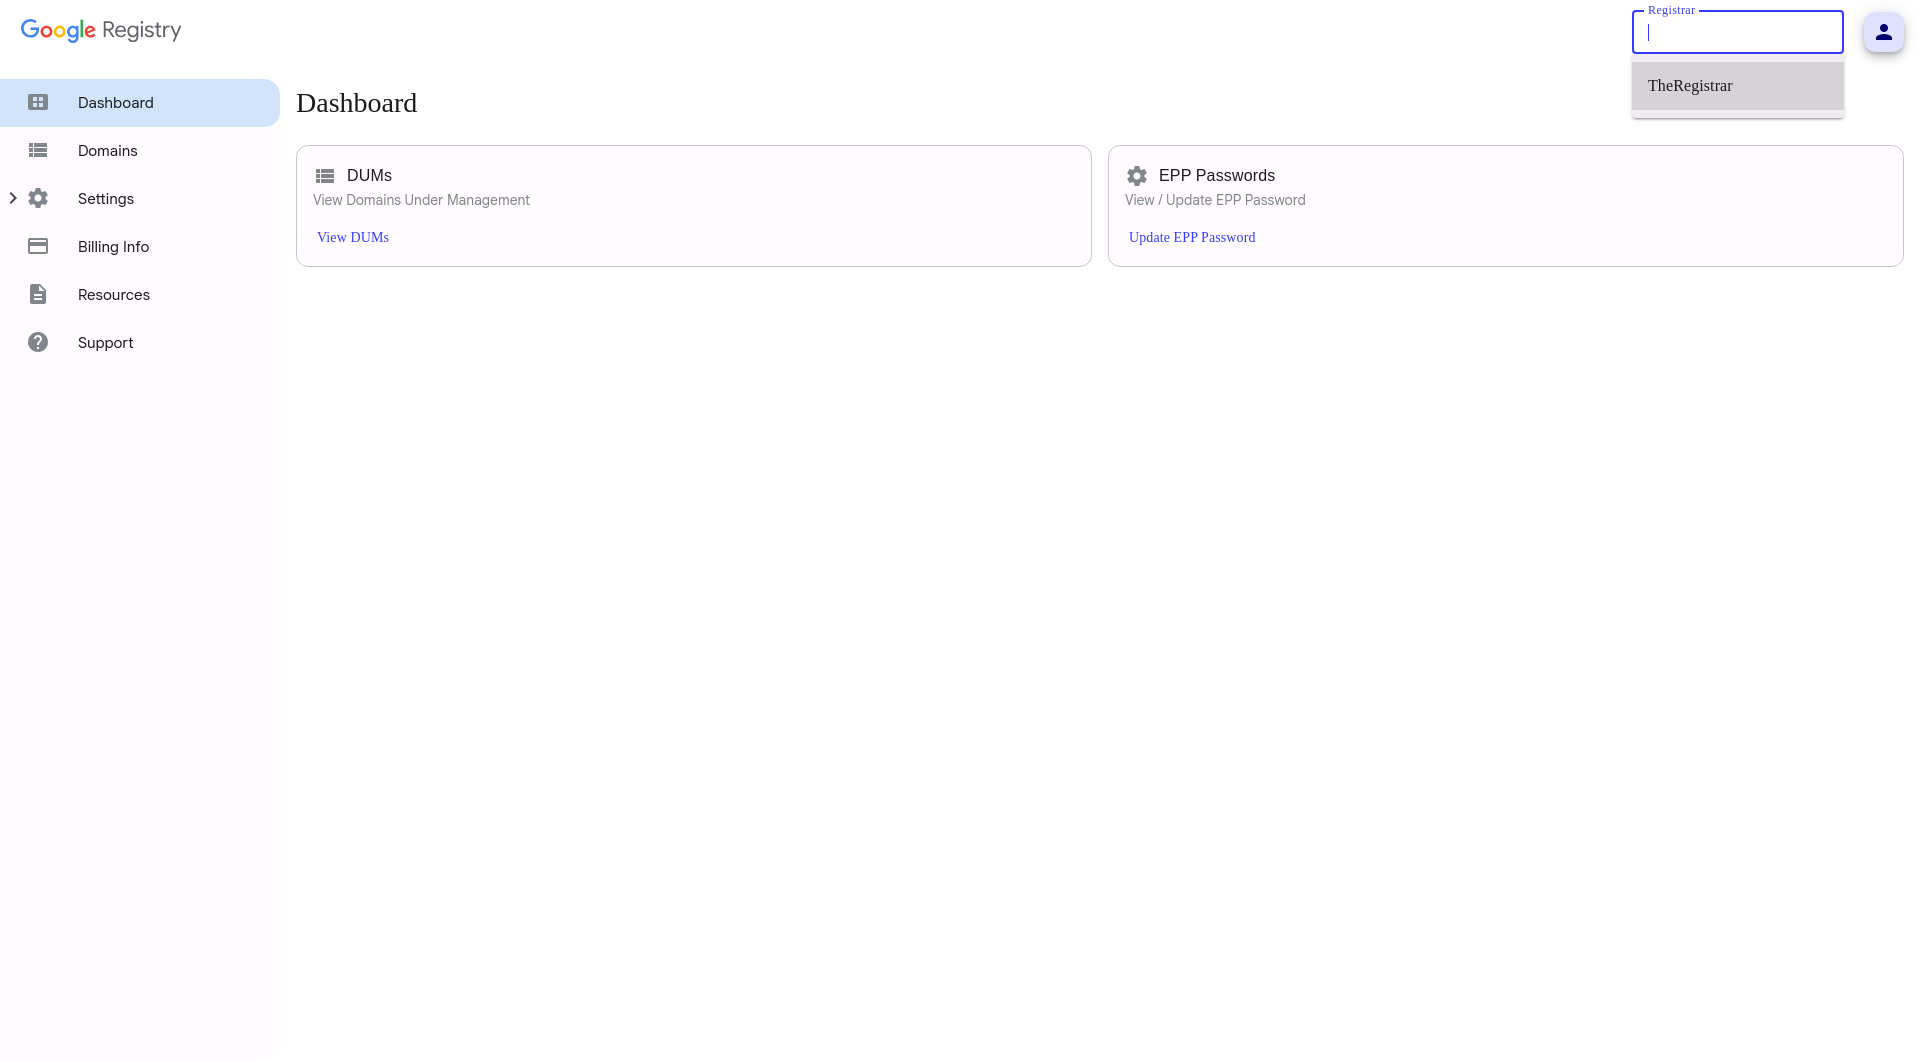 Google Registry
Registrar
TheRegistrar
Dashboard
Domains
Settings
Billing Info
Resources
Support
Dashboard
DUMs
View Domains Under Management
View DUMs
EPP Passwords
View / Update EPP Password
Update EPP Password